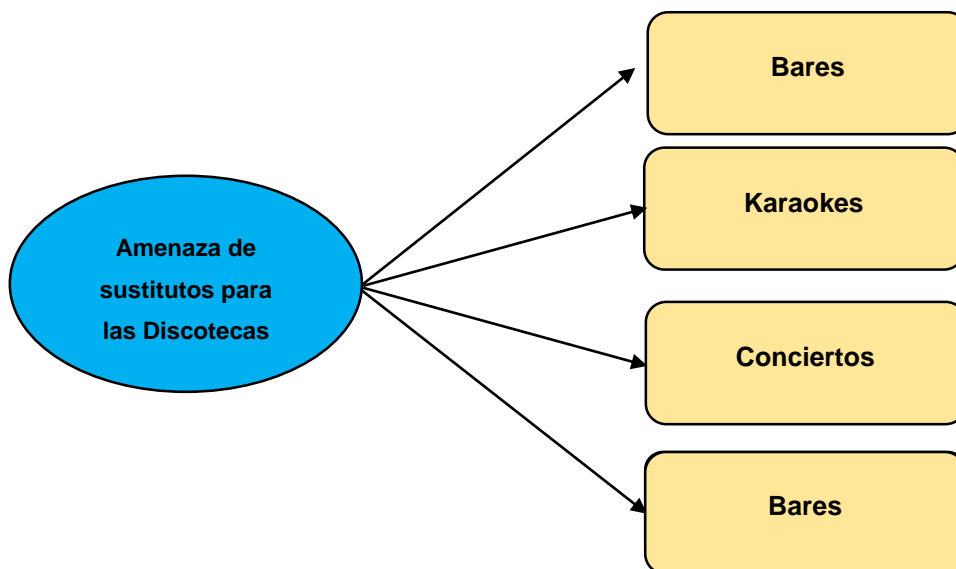 Bares
Karaokes
Amenaza de
sustitutos para
las Discotecas
Conciertos
Bares